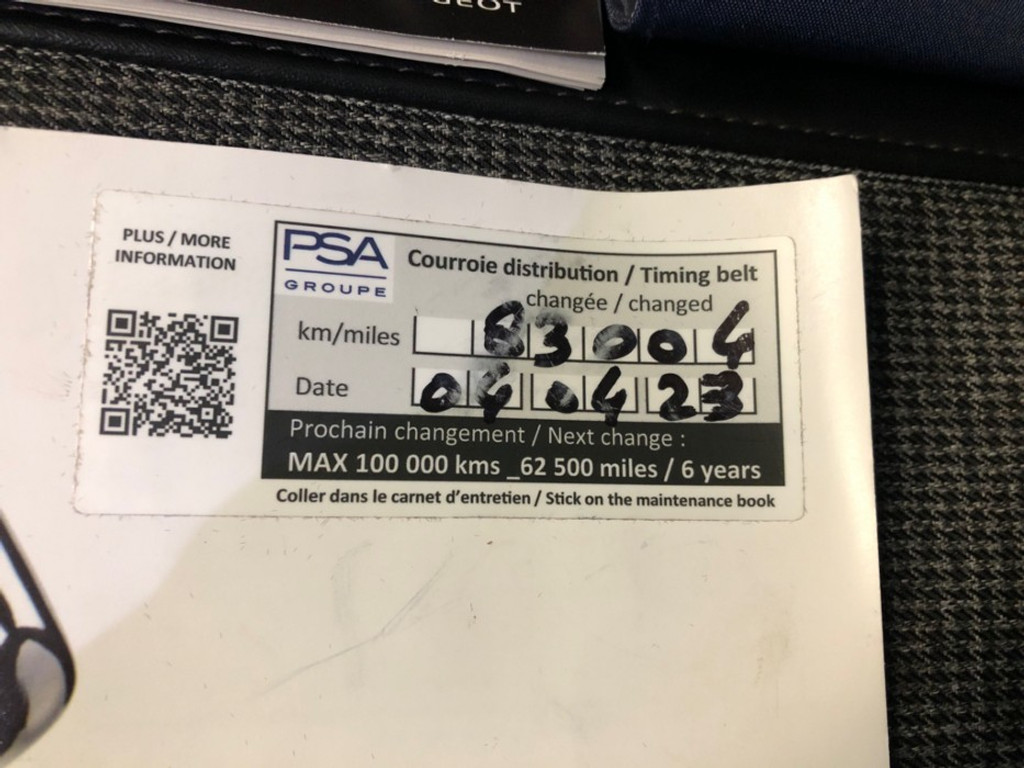 PLUS / MORE
INFORMATION
PSA
GROUPE
Courroie distribution / Timing belt
changée / changed
km/miles 83004
Date 04 04 23
Prochain changement / Next change :
MAX 100 000 kms _62 500 miles / 6 years
Coller dans le carnet d'entretien / Stick on the maintenance book